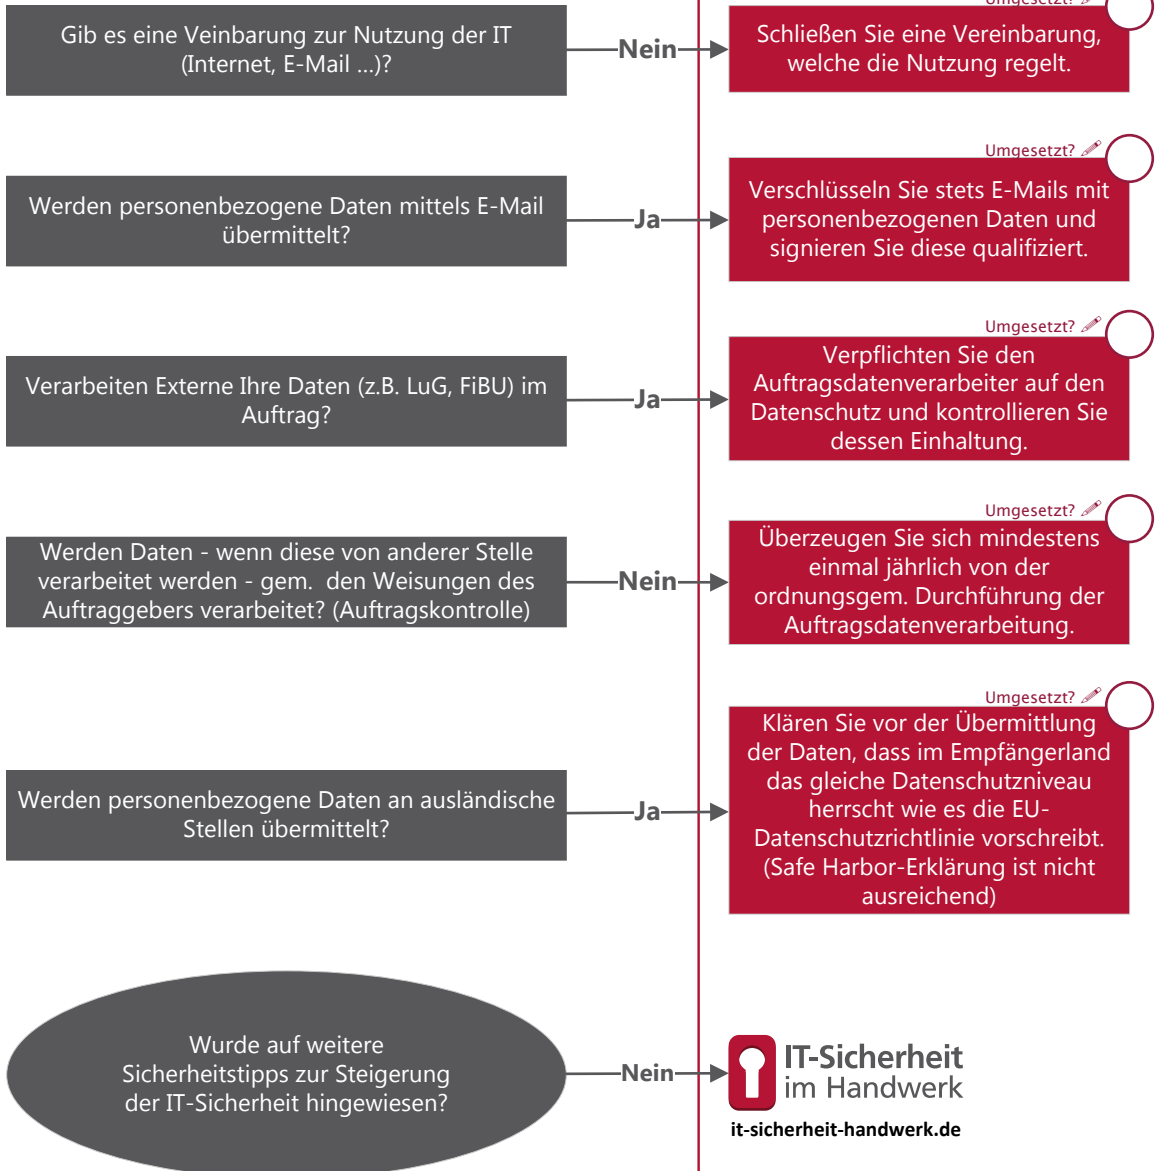 Umgesetzt?
Gib es eine Veinbarung zur Nutzung der IT
(Internet, E-Mail ...)?
Nein
Schließen Sie eine Vereinbarung,
welche die Nutzung regelt.
Umgesetzt?
Werden personenbezogene Daten mittels E-Mail
übermittelt?
Ja
Verschlüsseln Sie stets E-Mails mit
personenbezogenen Daten und
signieren Sie diese qualifiziert.
Umgesetzt?
Verarbeiten Externe Ihre Daten (z.B. LuG, FiBU) im
Auftrag?
Ja
Verpflichten Sie den
Auftragsdatenverarbeiter auf den
Datenschutz und kontrollieren Sie
dessen Einhaltung.
Umgesetzt?
Werden Daten - wenn diese von anderer Stelle
verarbeitet werden - gem. den Weisungen des
Auftraggebers verarbeitet? (Auftragskontrolle)
Nein
Überzeugen Sie sich mindestens
einmal jährlich von der
ordnungsgem. Durchführung der
Auftragsdatenverarbeitung.
Umgesetzt?
Werden personenbezogene Daten an ausländische
Stellen übermittelt?
Ja
Klären Sie vor der Übermittlung
der Daten, dass im Empfängerland
das gleiche Datenschutzniveau
herrscht wie es die EU-
Datenschutzrichtlinie vorschreibt.
(Safe Harbor-Erklärung ist nicht
ausreichend)
Wurde auf weitere
Sicherheitstipps zur Steigerung
der IT-Sicherheit hingewiesen?
Nein
IT-Sicherheit
im Handwerk
it-sicherheit-handwerk.de